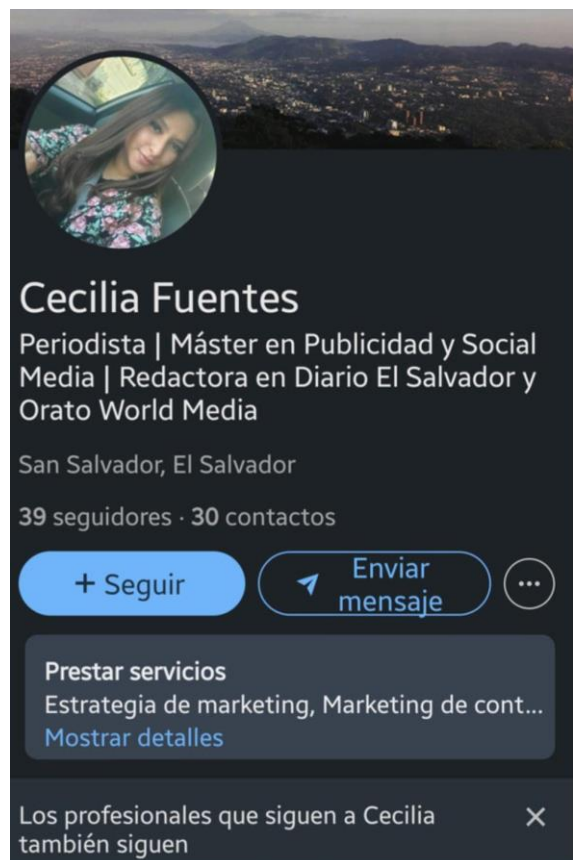 Cecilia Fuentes
Periodista | Máster en Publicidad y Social
Media | Redactora en Diario El Salvador y
Orato World Media
San Salvador, El Salvador
39 seguidores · 30 contactos
+ Seguir
Enviar
mensaje
Prestar servicios
Estrategia de marketing, Marketing de cont...
Mostrar detalles
Los profesionales que siguen a Cecilia
también siguen